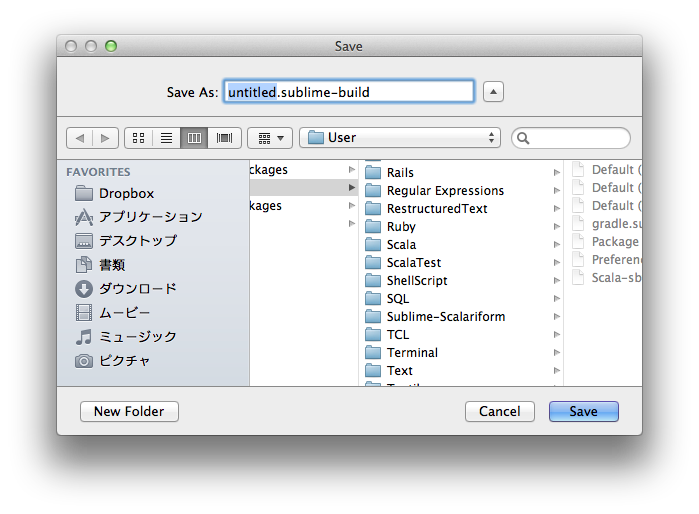 Save
Save As: untitled.sublime-build
User
FAVORITES
Dropbox
アプリケーション
デスクトップ
書類
ダウンロード
ムービー
ミュージック
ピクチャ
ckages
kages
Rails
Regular Expressions
RestructuredText
Ruby
Scala
ScalaTest
ShellScript
SQL
Sublime-Scalariform
TCL
Terminal
Text
Default (
Default (
Default (
gradle.su
Package
Preferenc
Scala-sb
New Folder
Cancel
Save